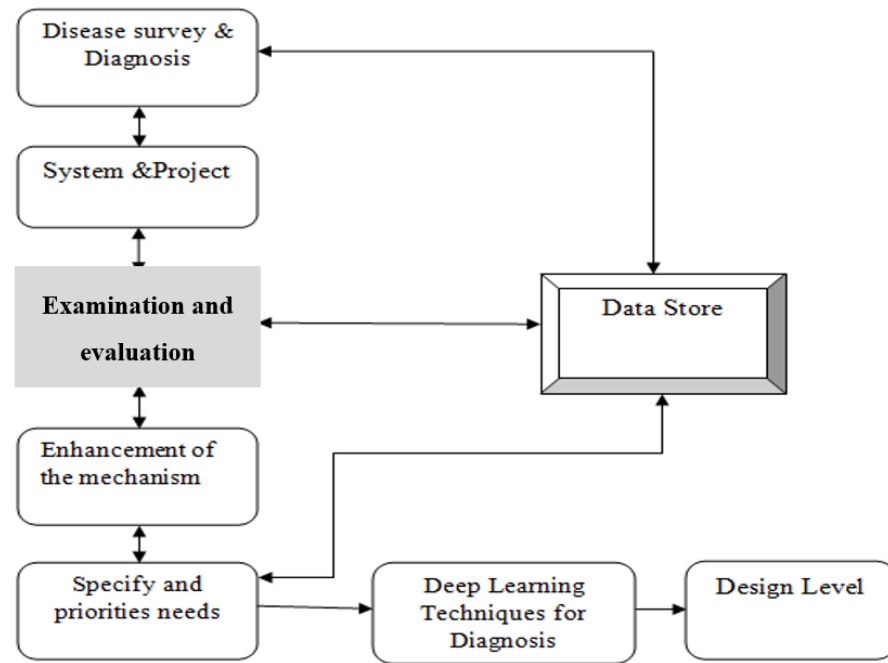 Disease survey &
Diagnosis
System &Project
Examination and
evaluation
Data Store
Enhancement of
the mechanism
Specify and
priorities needs
Deep Learning
Techniques for
Diagnosis
Design Level